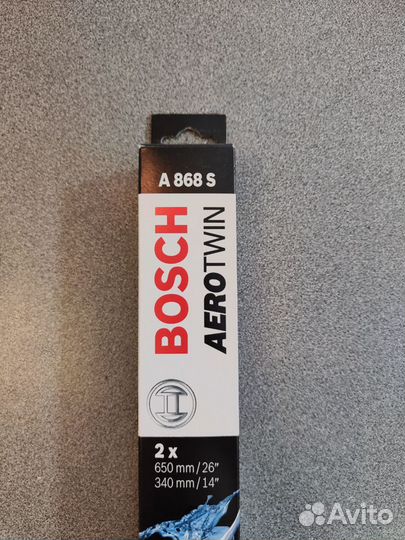 A 868 S
BOSCH
AEROTWIN
2 x
650 mm / 26"
340 mm / 14"
Avito